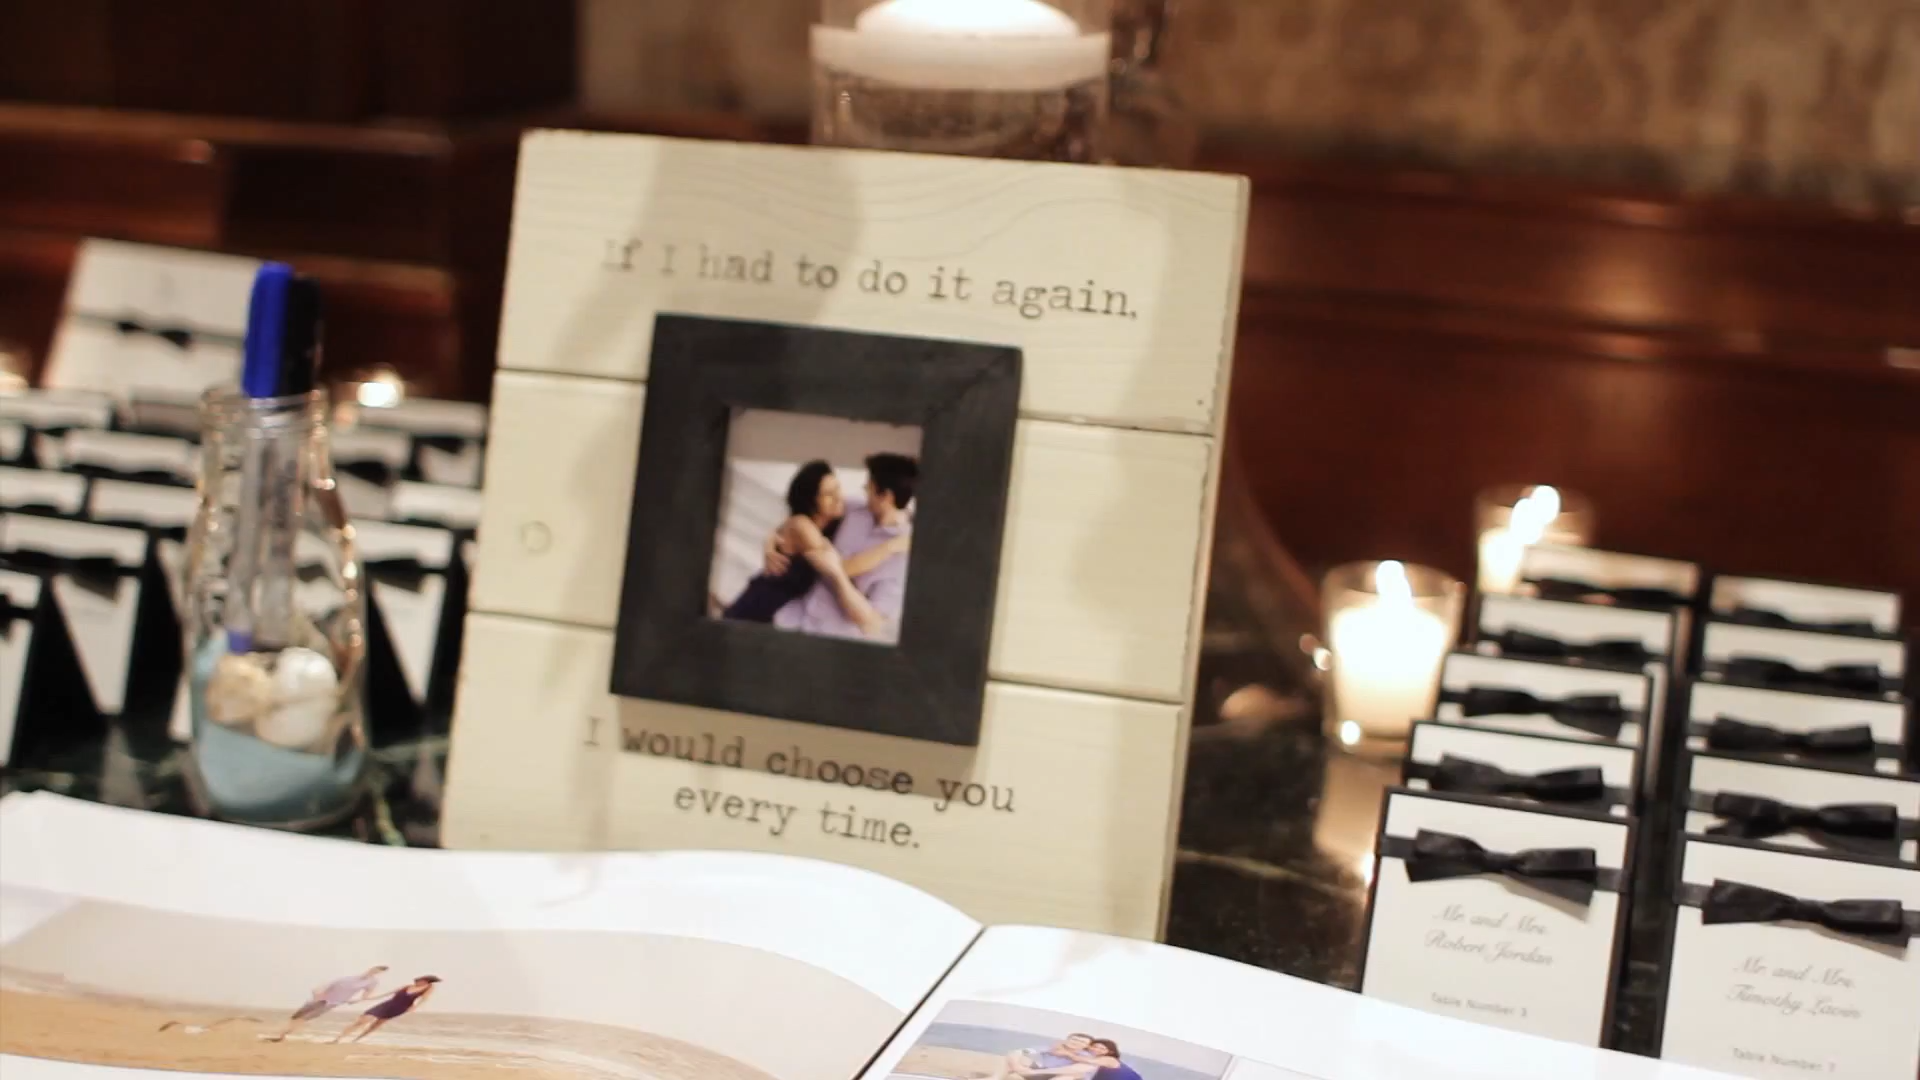 If I had to do it again,
I would choose you
every time.
Mr. and Mrs.
Robert Jordan
Table Number 3
Mr. and Mrs.
Timothy Gavin
Table Number 7